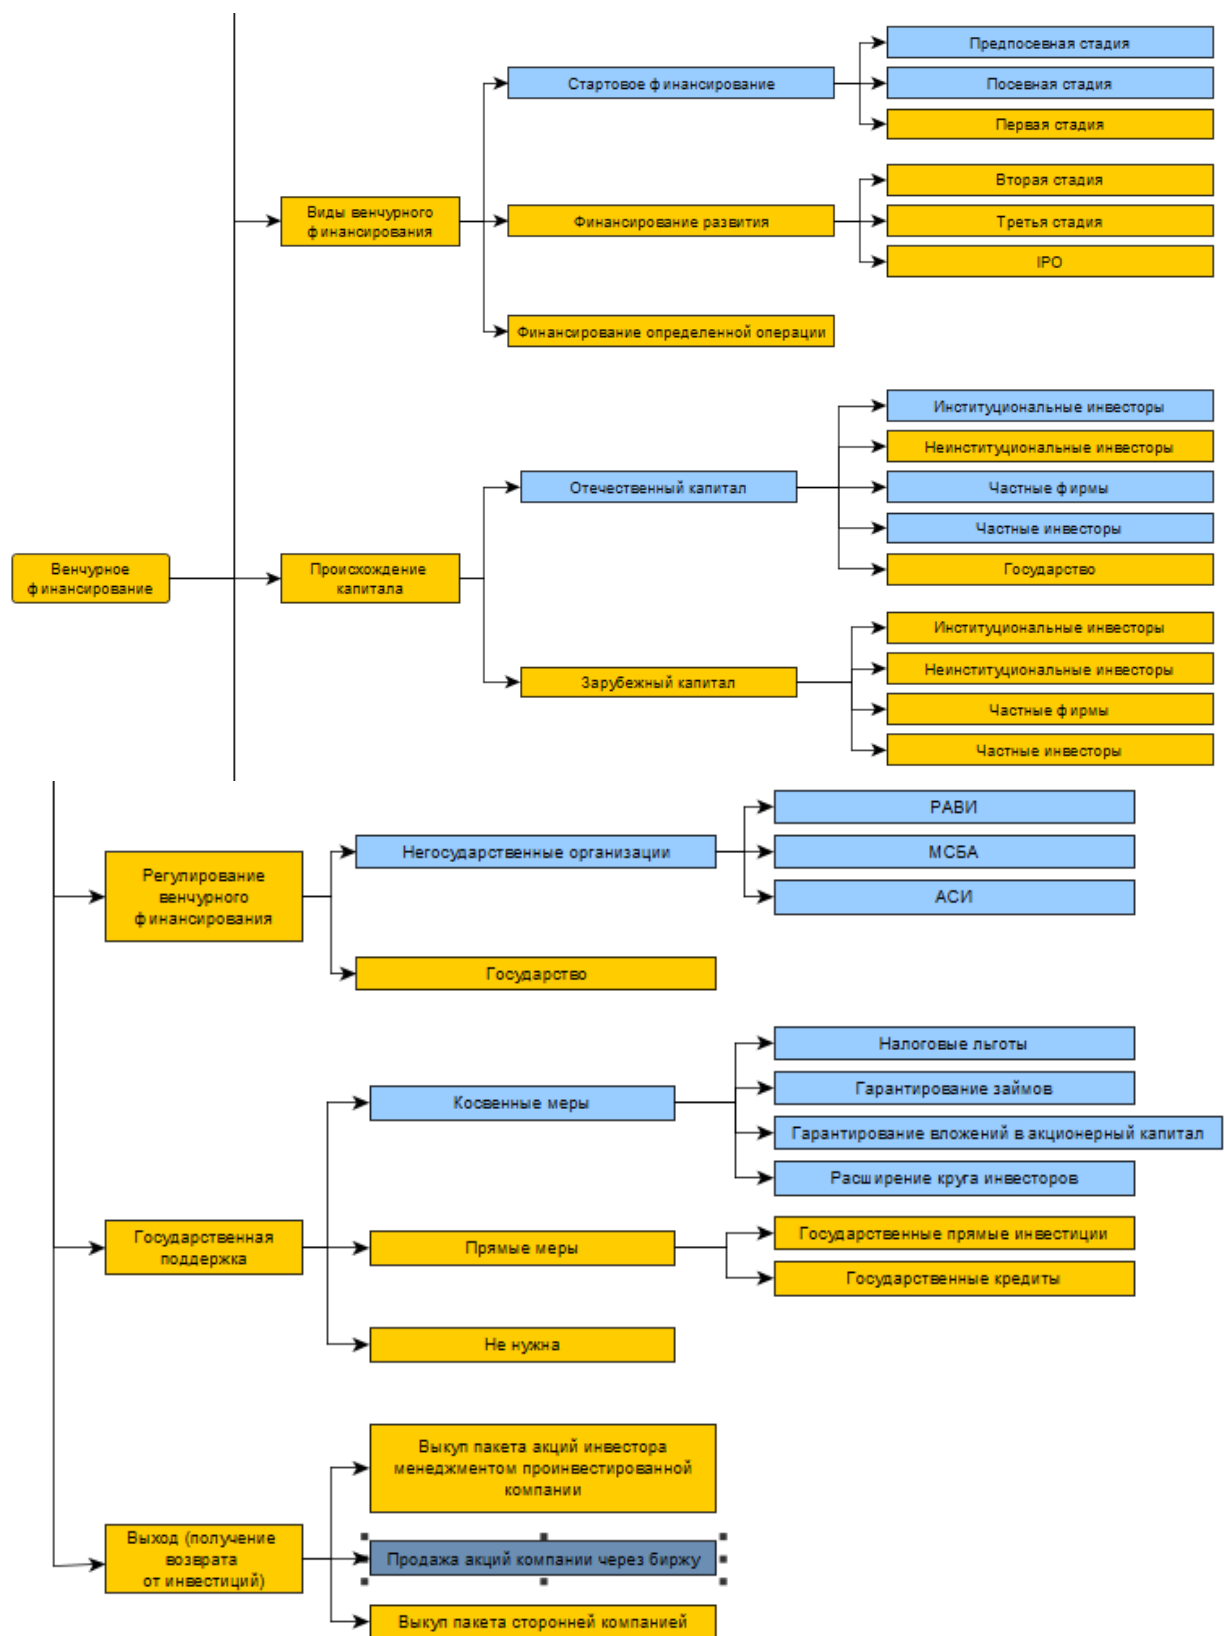 Предпосевная стадия
Стартовое финансирование
Посевная стадия
Первая стадия
Вторая стадия
Виды венчурного
финансирования
Финансирование развития
Третья стадия
IPO
Финансирование определенной операции
Институциональные инвесторы
Неинституциональные инвесторы
Отечественный капитал
Частные фирмы
Частные инвесторы
Венчурное
финансирование
Происхождение
капитала
Государство
Институциональные инвесторы
Неинституциональные инвесторы
Зарубежный капитал
Частные фирмы
Частные инвесторы
РАВИ
Негосударственные организации
МСБА
Регулирование
венчурного
финансирования
АСИ
Государство
Налоговые льготы
Косвенные меры
Гарантирование займов
Гарантирование вложений в акционерный капитал
Расширение круга инвесторов
Государственная
поддержка
Прямые меры
Государственные прямые инвестиции
Государственные кредиты
Не нужна
Выкуп пакета акций инвестора
менеджментом проинвестированной
компании
Выход (получение
возврата
от инвестиций)
Продажа акций компании через биржу
Выкуп пакета сторонней компанией